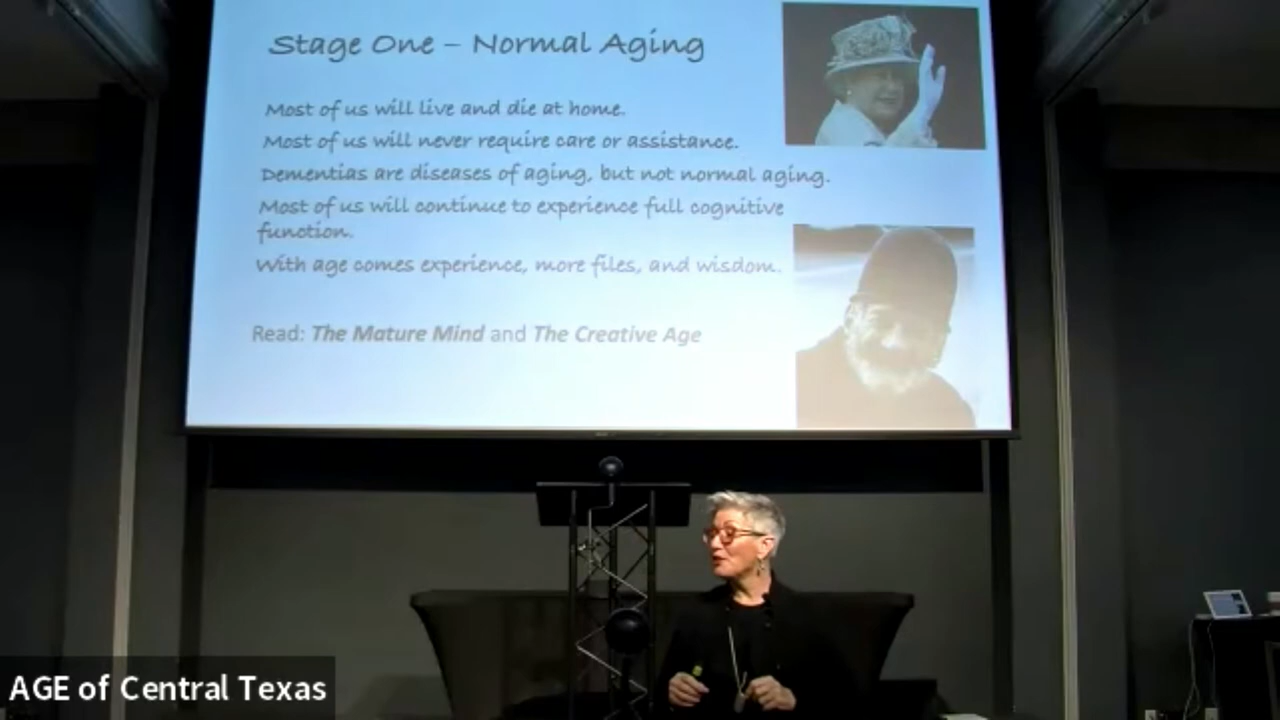 Stage One – Normal Aging
Most of us will live and die at home.
Most of us will never require care or assistance.
Dementias are diseases of aging, but not normal aging.
Most of us will continue to experience full cognitive
function.
With age comes experience, more files, and wisdom.
Read: The Mature Mind and The Creative Age
AGE of Central Texas